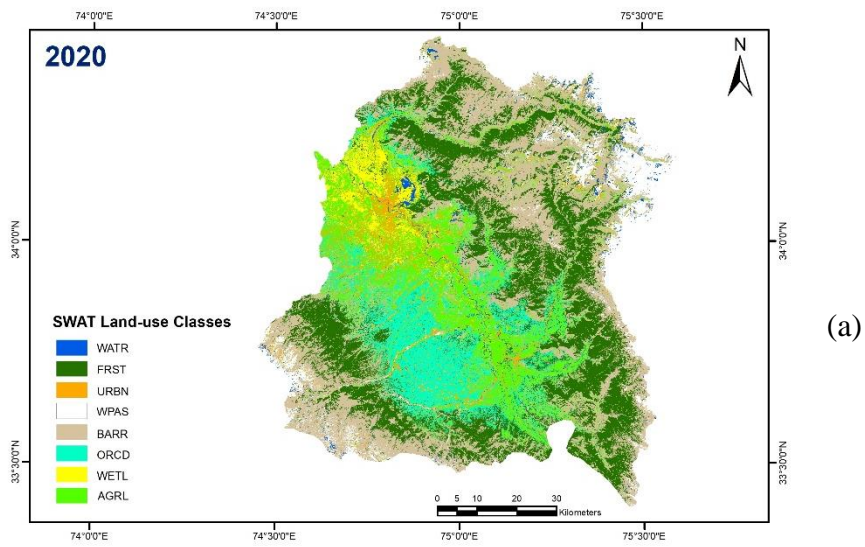 74°0'0"E 74°30'0"E 75°0'0"E 75°30'0"E
2020
N
34°0'0"N 34°0'0"N
(a)
SWAT Land-use Classes
WATR
FRST
URBN
WPAS
BARR
ORCD
WETL
AGRL
33°30'0"N 33°30'0"N
0 5 10 20 30
Kilometers
74°0'0"E 74°30'0"E 75°0'0"E 75°30'0"E